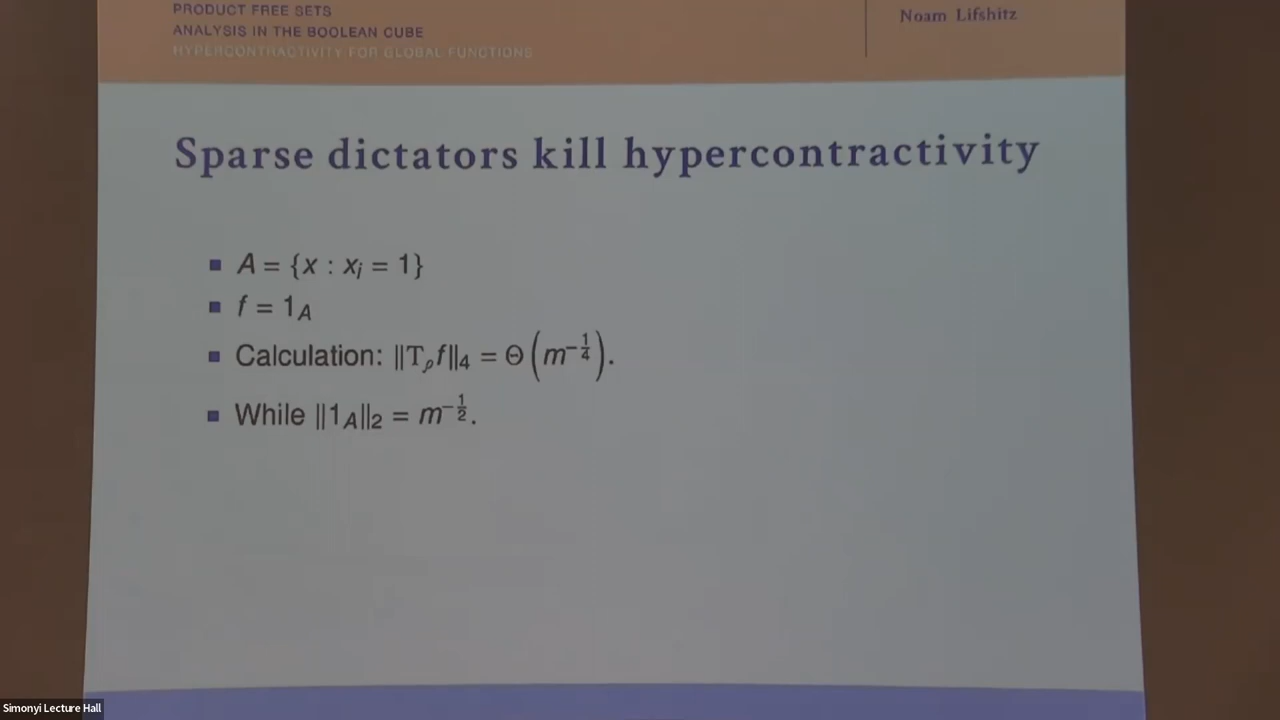 PRODUCT FREE SETS
ANALYSIS IN THE BOOLEAN CUBE
HYPERCONTRACTIVITY FOR GLOBAL FUNCTIONS
Noam Lifshitz
Sparse dictators kill hypercontractivity
A = {x : x_i = 1}
f = 1_A
Calculation: ‖T_ρ f‖_4 = Θ(m^{-1/4}).
While ‖1_A‖_2 = m^{-1/2}.
Simonyi Lecture Hall